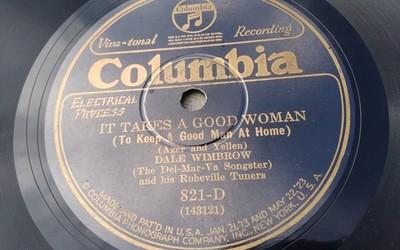 Viva-tonal Recording
Columbia
ELECTRICAL PROCESS
IT TAKES A GOOD WOMAN
(To Keep A Good Man At Home)
(Ager and Yellen)
DALE WIMBROW
(The Del-Mar-Va Songster)
and his Rubeville Tuners
821-D
(143121)
MADE AND PAT'D IN U.S.A. JAN. 21,'13 AND MAY 22,'23
COLUMBIA PHONOGRAPH COMPANY, INC., NEW YORK, U.S.A.